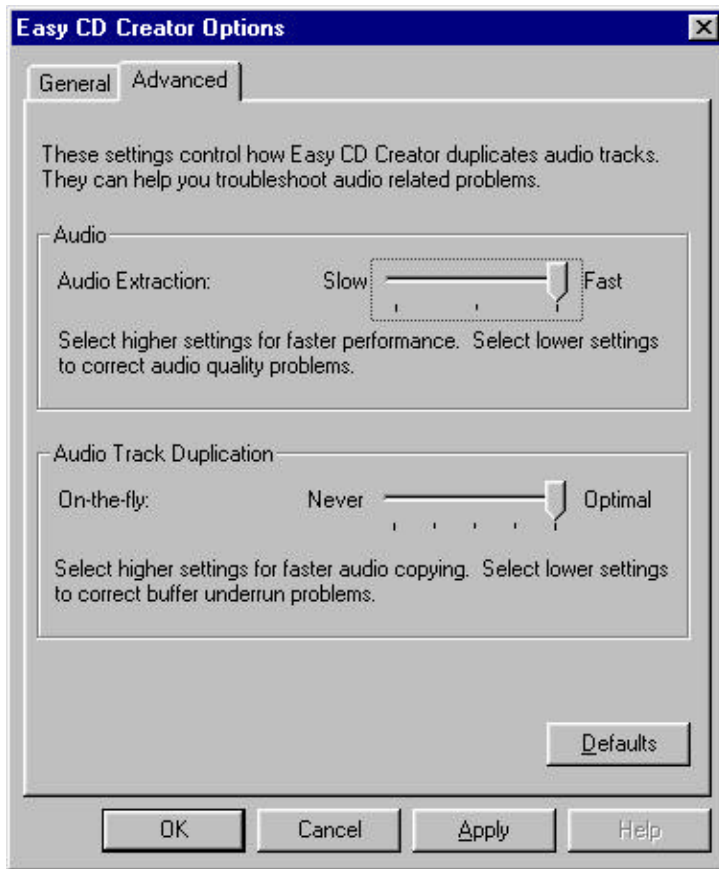 Easy CD Creator Options
General Advanced
These settings control how Easy CD Creator duplicates audio tracks.
They can help you troubleshoot audio related problems.
Audio
Audio Extraction: Slow Fast
Select higher settings for faster performance. Select lower settings
to correct audio quality problems.
Audio Track Duplication
On-the-fly: Never Optimal
Select higher settings for faster audio copying. Select lower settings
to correct buffer underrun problems.
Defaults
OK Cancel Apply Help